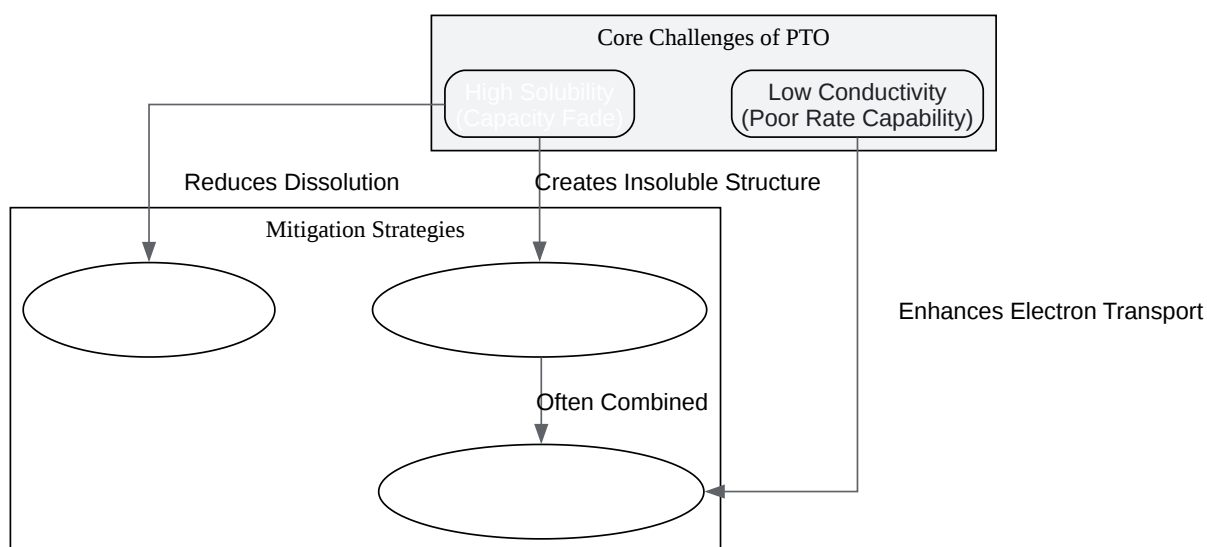 Core Challenges of PTO
High Solubility
(Capacity Fade)
Low Conductivity
(Poor Rate Capability)
Reduces Dissolution
Creates Insoluble Structure
Mitigation Strategies
Enhances Electron Transport
Often Combined